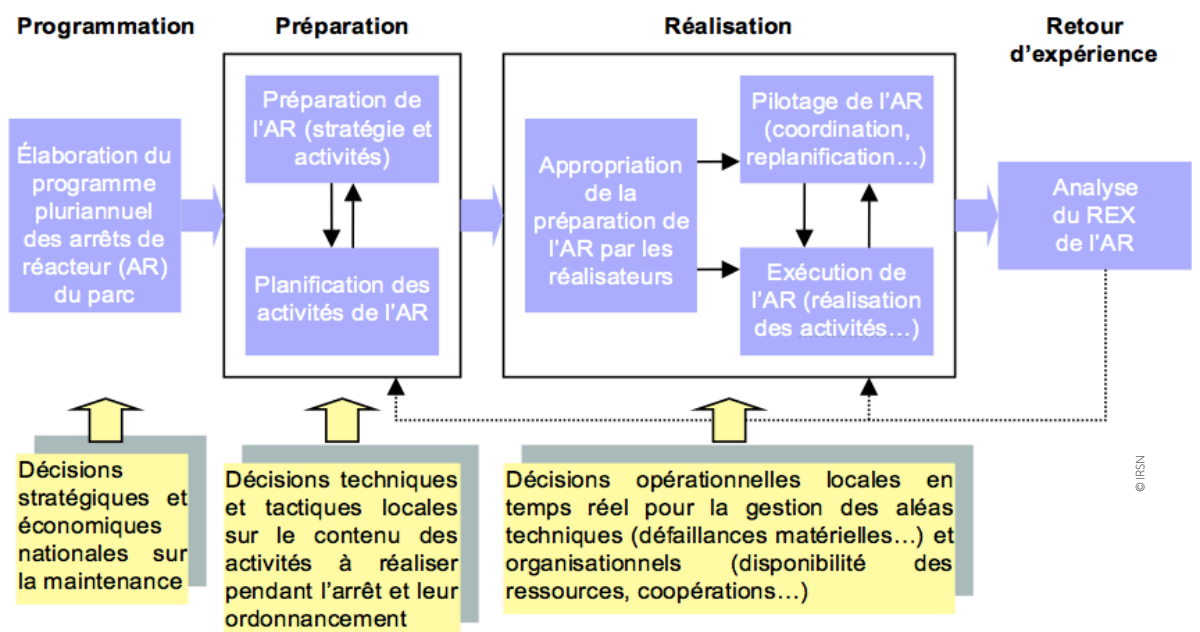 Programmation
Préparation
Réalisation
Retour
d’expérience
Élaboration du
programme
pluriannuel
des arrêts de
réacteur (AR)
du parc
Préparation de
l’AR (stratégie et
activités)
Planification des
activités de l’AR
Appropriation
de la
préparation de
l’AR par les
réalisateurs
Pilotage de l’AR
(coordination,
replanification…)
Exécution de
l’AR (réalisation
des activités…)
Analyse
du REX
de l’AR
Décisions
stratégiques et
économiques
nationales sur
la maintenance
Décisions techniques
et tactiques locales
sur le contenu des
activités à réaliser
pendant l’arrêt et leur
ordonnancement
Décisions opérationnelles locales en
temps réel pour la gestion des aléas
techniques (défaillances matérielles…) et
organisationnels (disponibilité des
ressources, coopérations…)
© IRSN